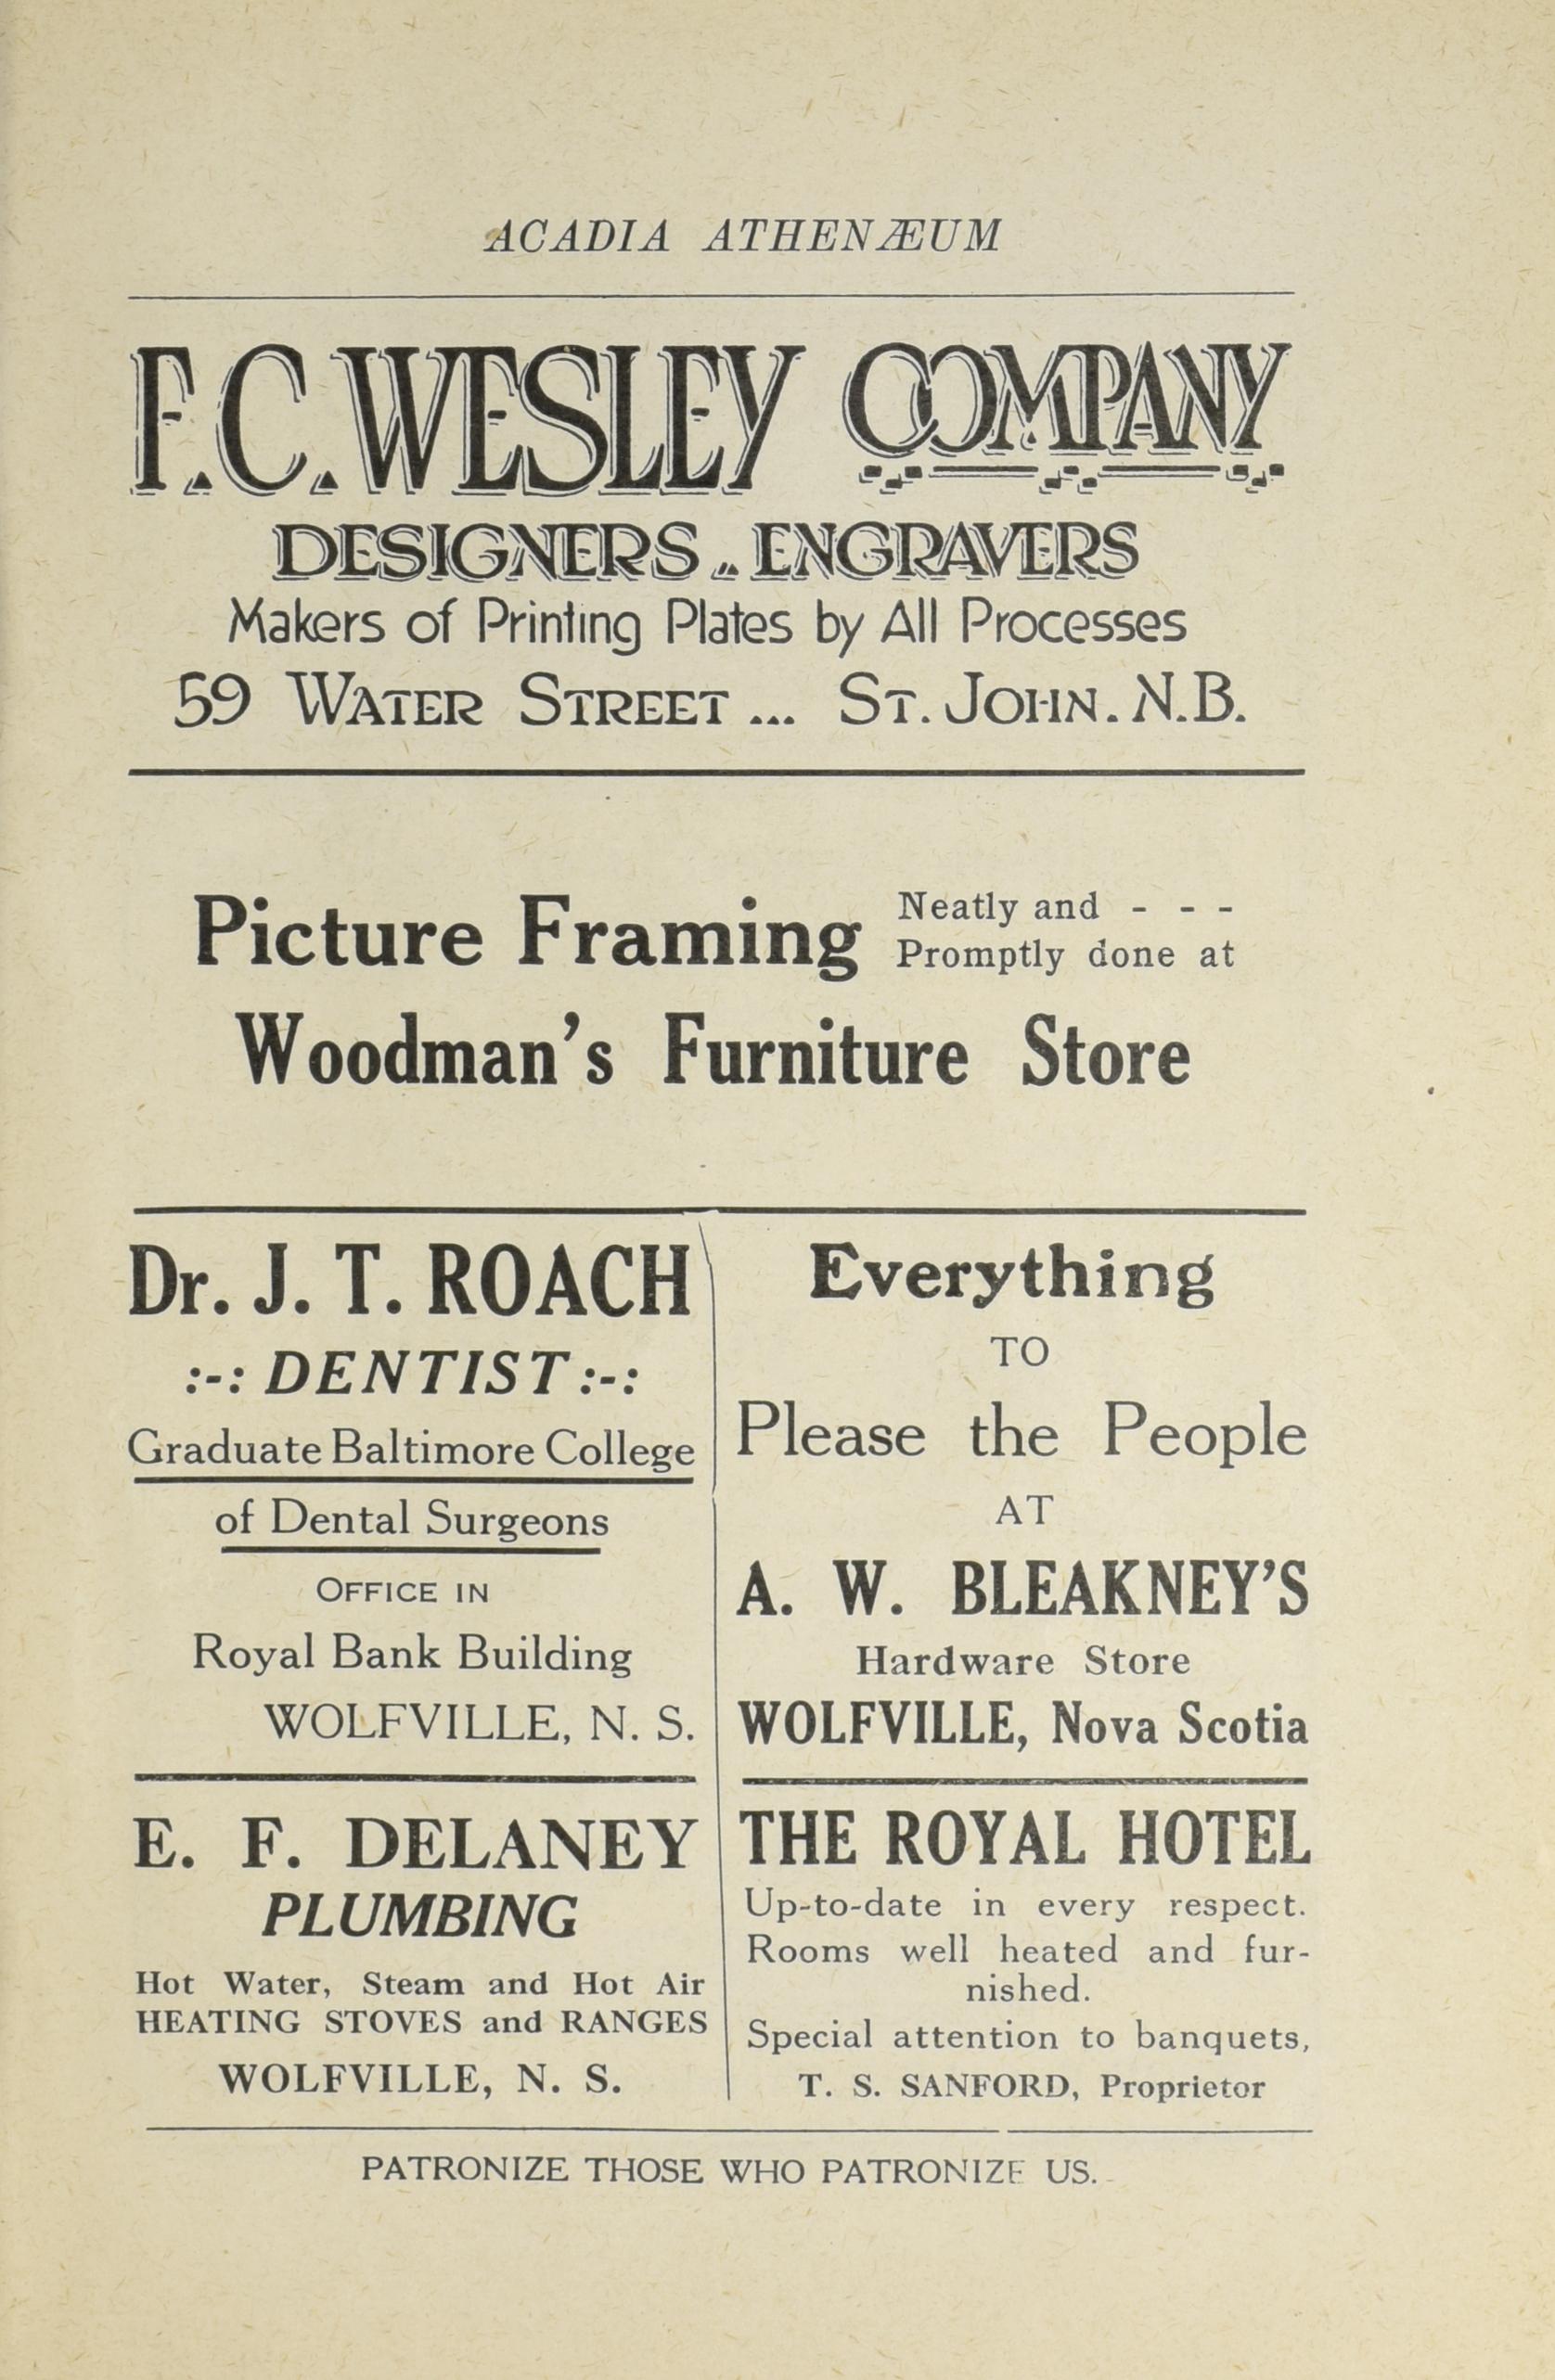 ACADIA ATHENÆUM
F. C. WESLEY COMPANY
DESIGNERS .. ENGRAVERS
Makers of Printing Plates by All Processes
59 WATER STREET ... ST. JOHN. N.B.
Picture Framing Neatly and - - -
Promptly done at
Woodman's Furniture Store
Dr. J. T. ROACH
:-: DENTIST :-:
Graduate Baltimore College
of Dental Surgeons
OFFICE IN
Royal Bank Building
WOLFVILLE, N. S.
Everything
TO
Please the People
AT
A. W. BLEAKNEY'S
Hardware Store
WOLFVILLE, Nova Scotia
E. F. DELANEY
PLUMBING
Hot Water, Steam and Hot Air
HEATING STOVES and RANGES
WOLFVILLE, N. S.
THE ROYAL HOTEL
Up-to-date in every respect.
Rooms well heated and fur-
nished.
Special attention to banquets,
T. S. SANFORD, Proprietor
PATRONIZE THOSE WHO PATRONIZE US.